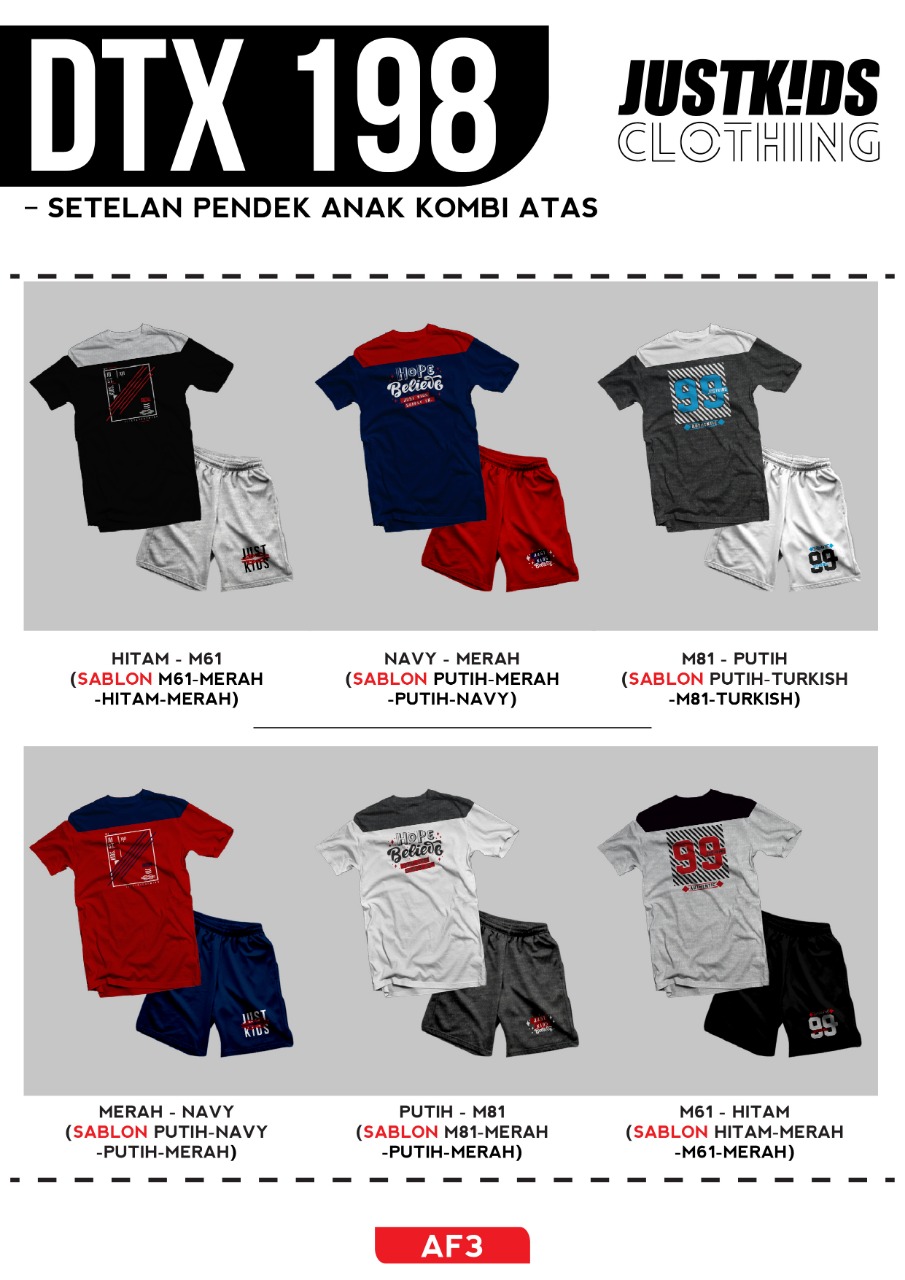 DTX 198
JUSTK!DS
CLOTHING
- SETELAN PENDEK ANAK KOMBI ATAS
HOPE
Believe
99
AUTHENTIC
JUST
KIDS
99
HITAM - M61
(SABLON M61-MERAH
-HITAM-MERAH)
NAVY - MERAH
(SABLON PUTIH-MERAH
-PUTIH-NAVY)
M81 - PUTIH
(SABLON PUTIH-TURKISH
-M81-TURKISH)
HOPE
Believe
99
AUTHENTIC
JUST
KIDS
99
MERAH - NAVY
(SABLON PUTIH-NAVY
-PUTIH-MERAH)
PUTIH - M81
(SABLON M81-MERAH
-PUTIH-MERAH)
M61 - HITAM
(SABLON HITAM-MERAH
-M61-MERAH)
AF3